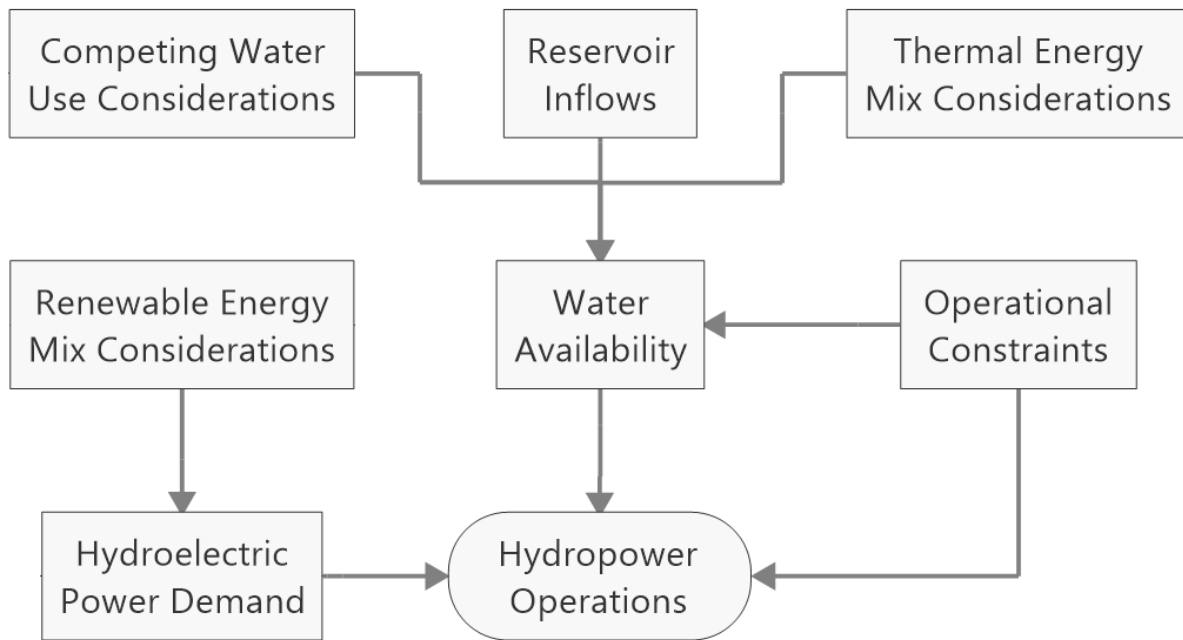 Competing Water
Use Considerations
Reservoir
Inflows
Thermal Energy
Mix Considerations
Renewable Energy
Mix Considerations
Water
Availability
Operational
Constraints
Hydroelectric
Power Demand
Hydropower
Operations